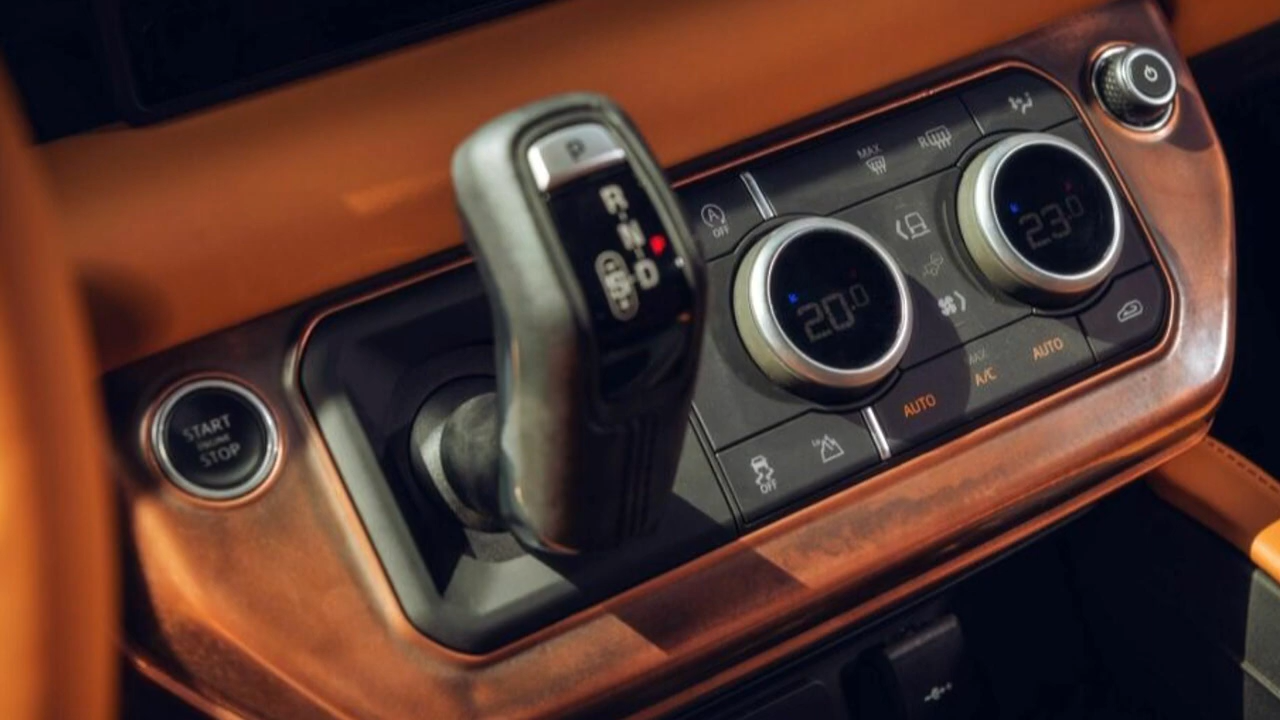 P
R
N
D
S
START
ENGINE
STOP
OFF
MAX
R
20.0
23.0
AUTO
MAX
A/C
AUTO
OFF